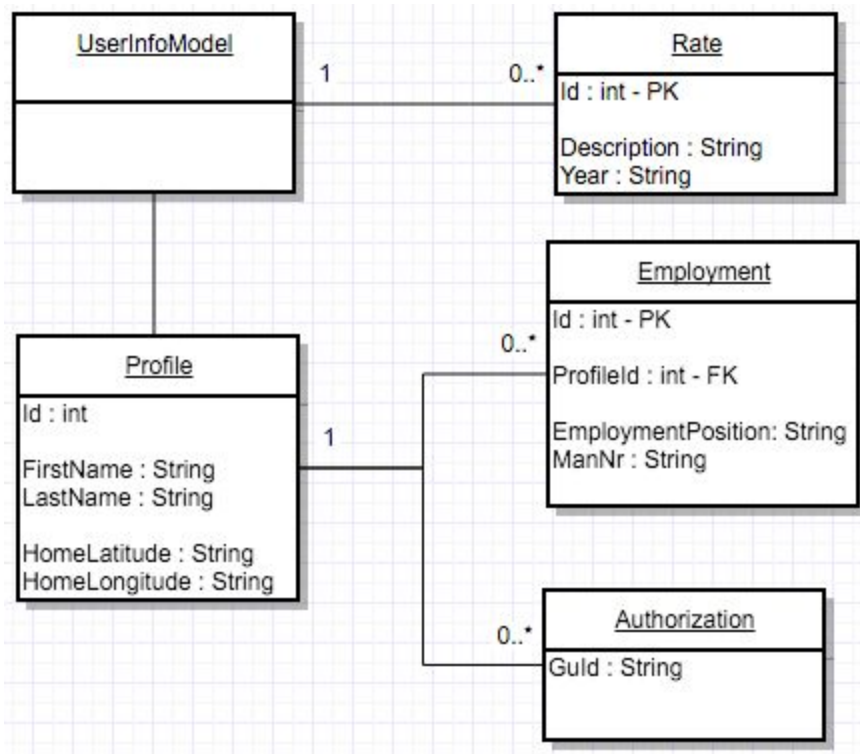 UserInfoModel
1
0..*
Rate
Id : int - PK
Description : String
Year : String
Profile
Id : int
FirstName : String
LastName : String
HomeLatitude : String
HomeLongitude : String
1
0..*
Employment
Id : int - PK
ProfileId : int - FK
EmploymentPosition: String
ManNr : String
0..*
Authorization
GuId : String